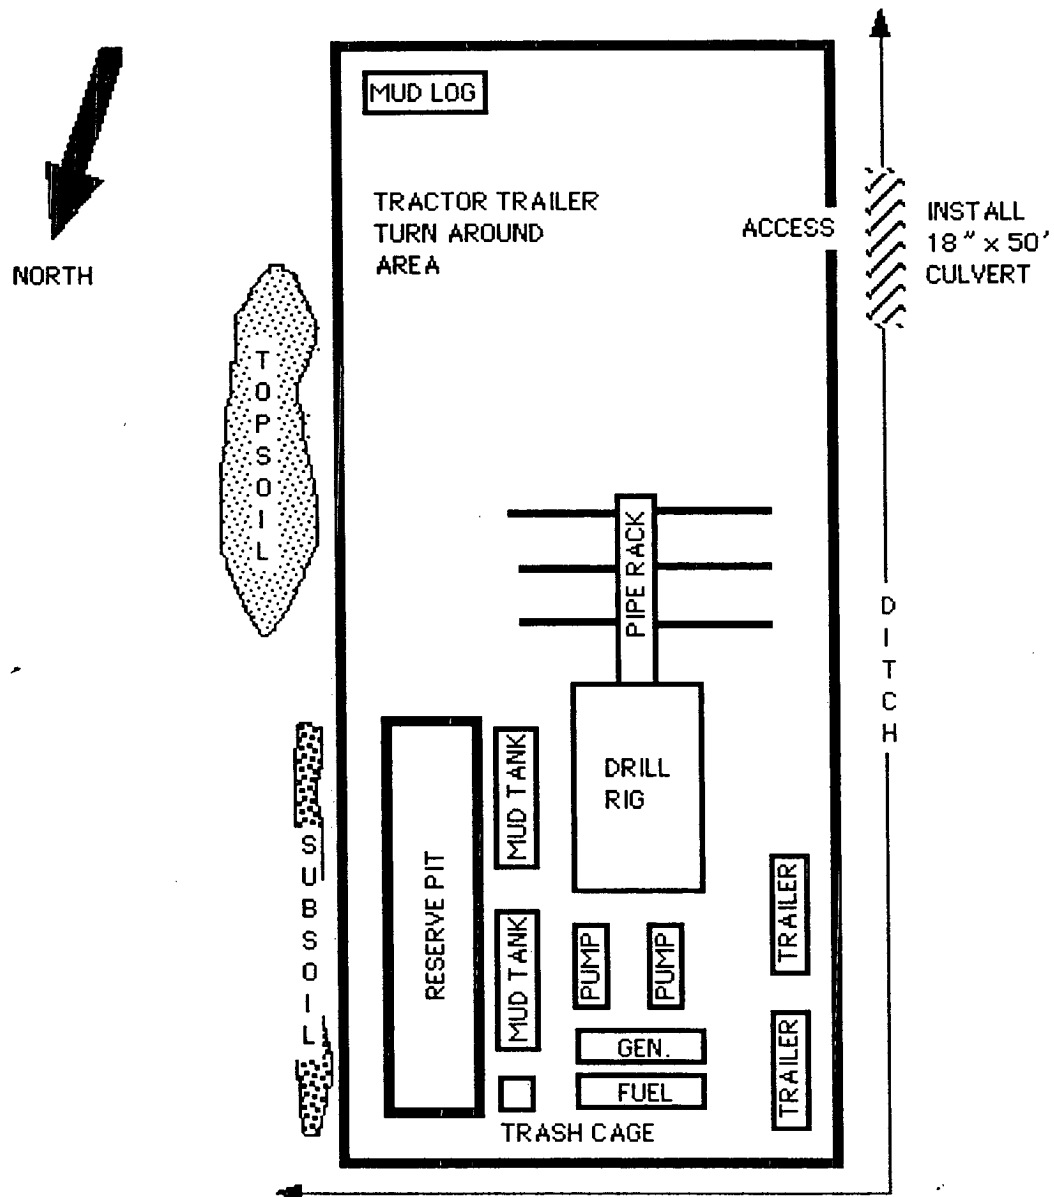 MUD LOG
TRACTOR TRAILER
TURN AROUND
AREA
ACCESS
INSTALL
18" x 50'
CULVERT
NORTH
TOPSOIL
PIPE RACK
DITCH
MUD TANK
DRILL
RIG
SUBSOIL
RESERVE PIT
TRAILER
MUD TANK
PUMP
PUMP
GEN.
TRAILER
FUEL
TRASH CAGE